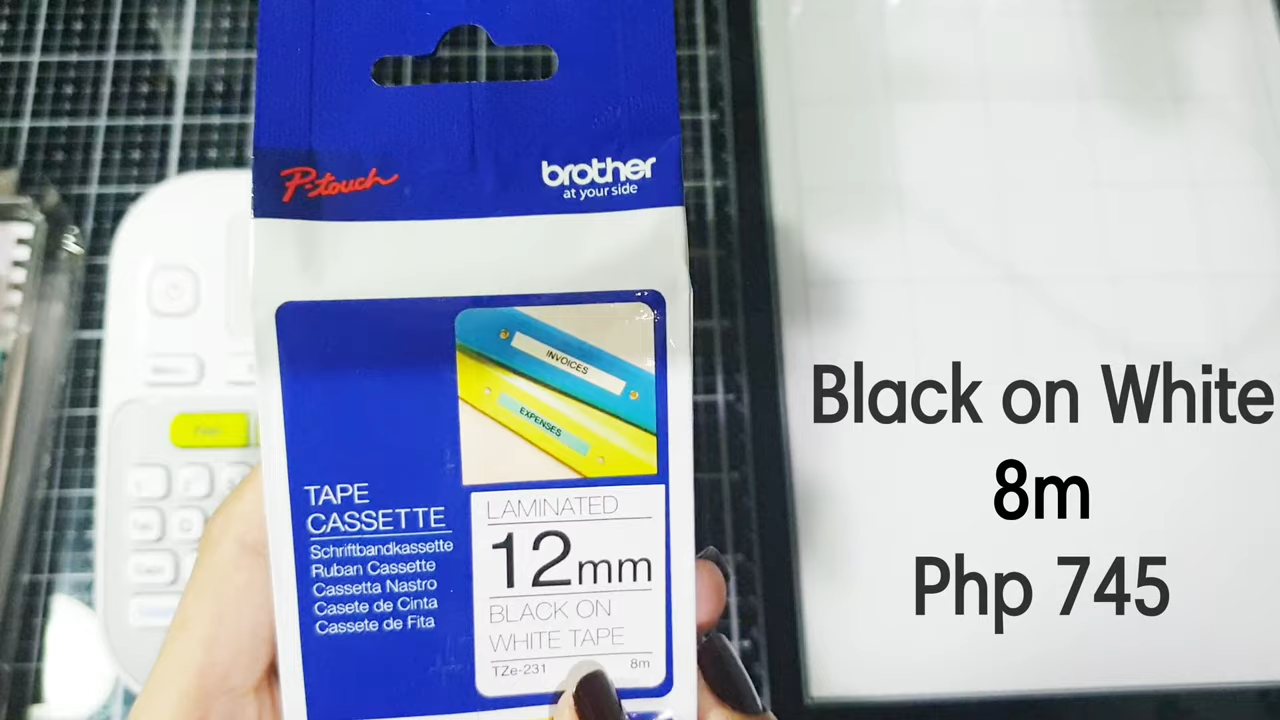 P-touch
brother
at your side
INVOICES
EXPENSES
TAPE
CASSETTE
Schriftbandkassette
Ruban Cassette
Cassetta Nastro
Casete de Cinta
Cassete de Fita
LAMINATED
12mm
BLACK ON
WHITE TAPE
TZe-231 8m
Black on White
8m
Php 745